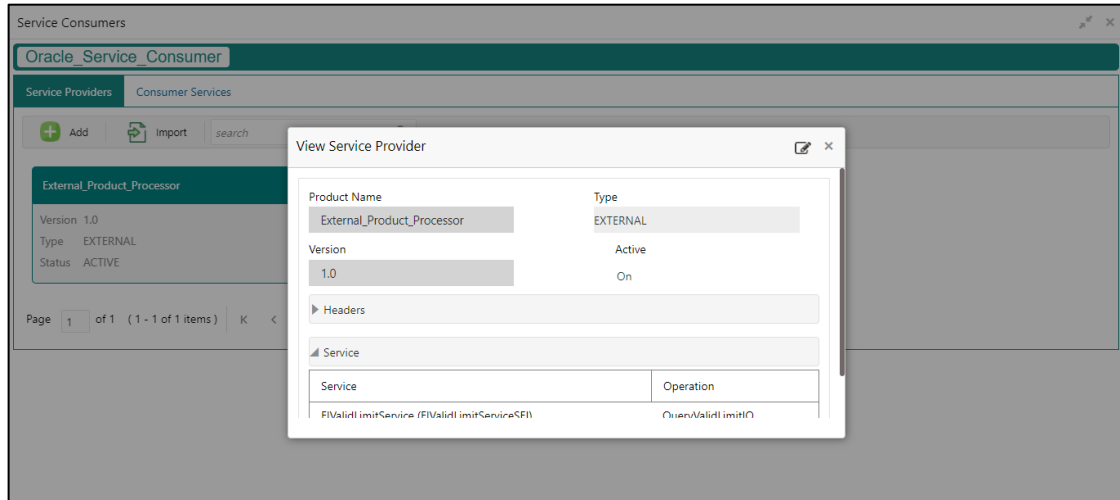 Service Consumers
Oracle_Service_Consumer
Service Providers Consumer Services
Add Import search
External_Product_Processor
Version 1.0
Type EXTERNAL
Status ACTIVE
Page 1 of 1 (1 - 1 of 1 items)
View Service Provider
Product Name Type
External_Product_Processor EXTERNAL
Version Active
1.0 On
Headers
Service
Service Operation